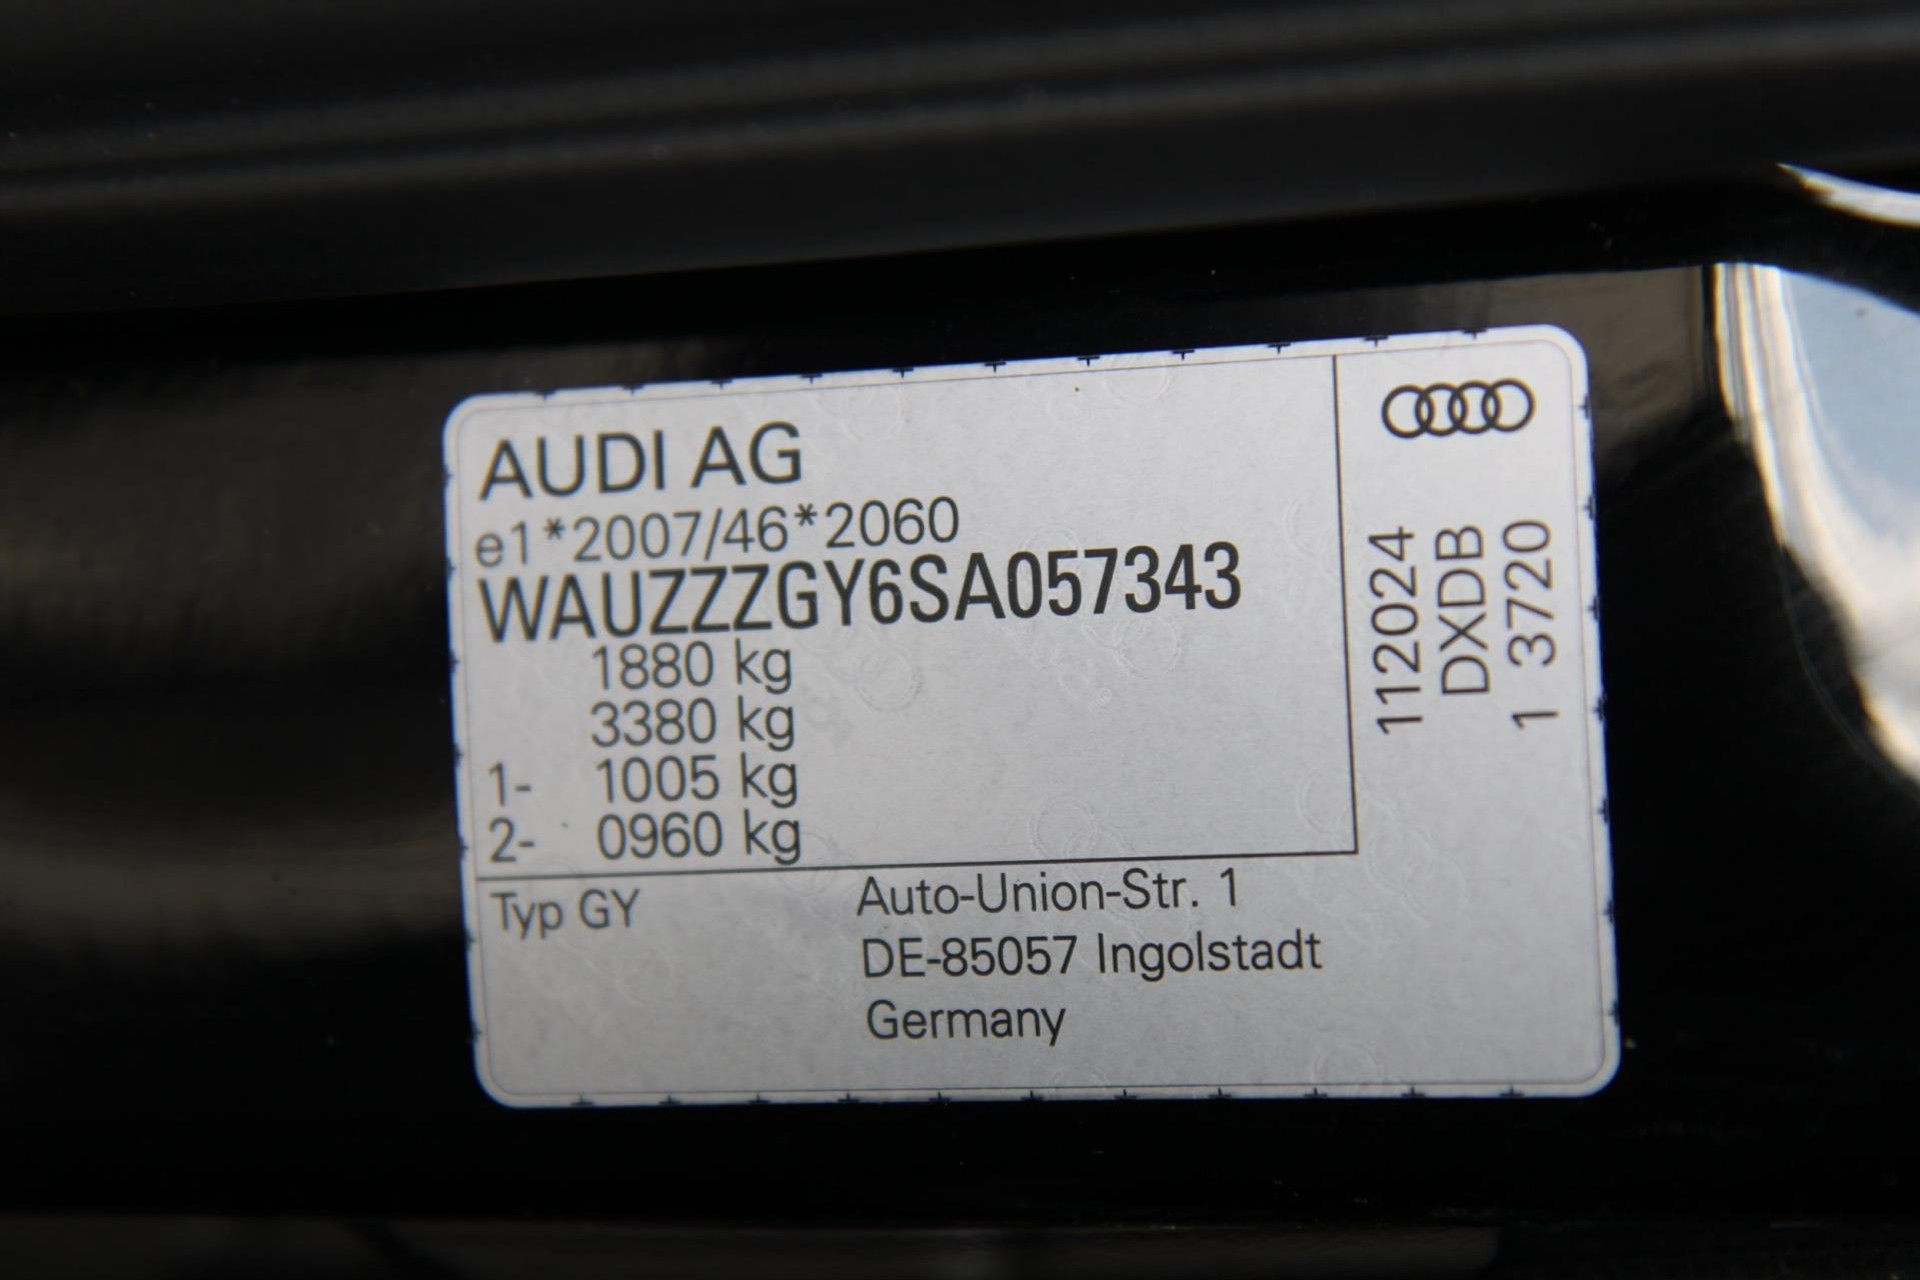 AUDI AG
e1*2007/46*2060
WAUZZZGY6SA057343
1880 kg
3380 kg
1- 1005 kg
2- 0960 kg
Typ GY
Auto-Union-Str. 1
DE-85057 Ingolstadt
Germany
112024
DXDB
1 3720